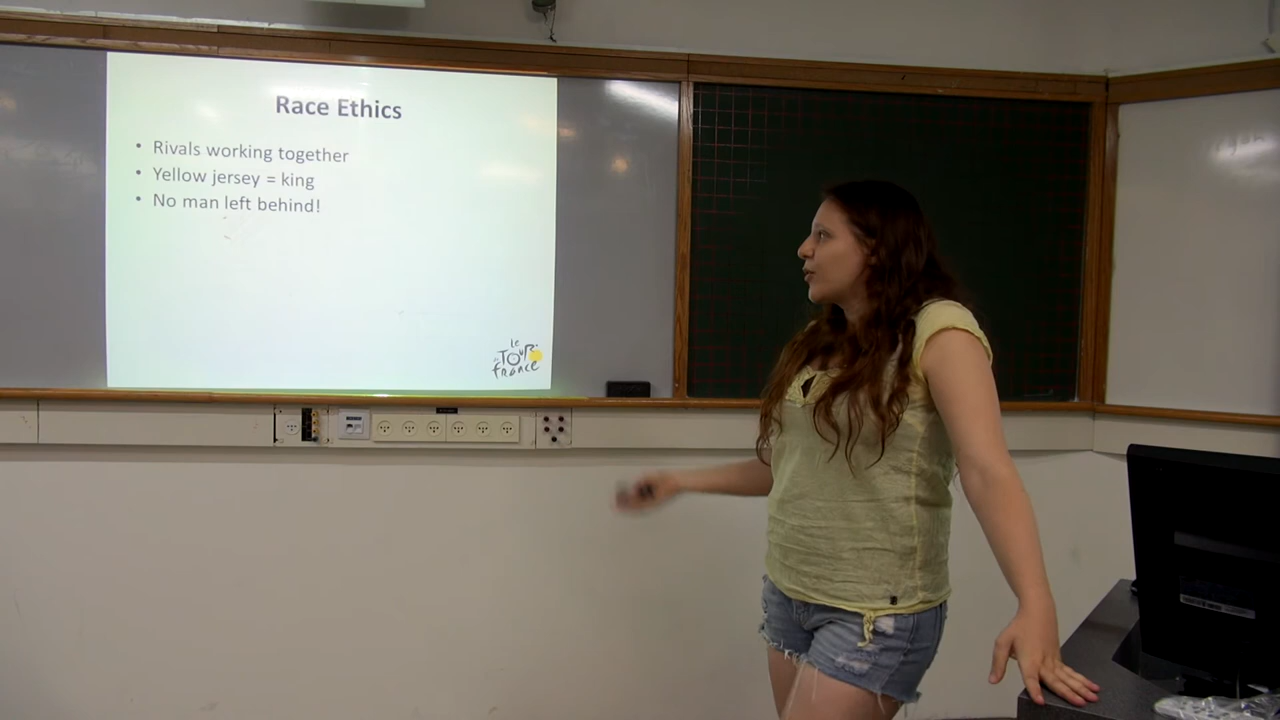 Race Ethics
• Rivals working together
• Yellow jersey = king
• No man left behind!
le
TOUR
de
france